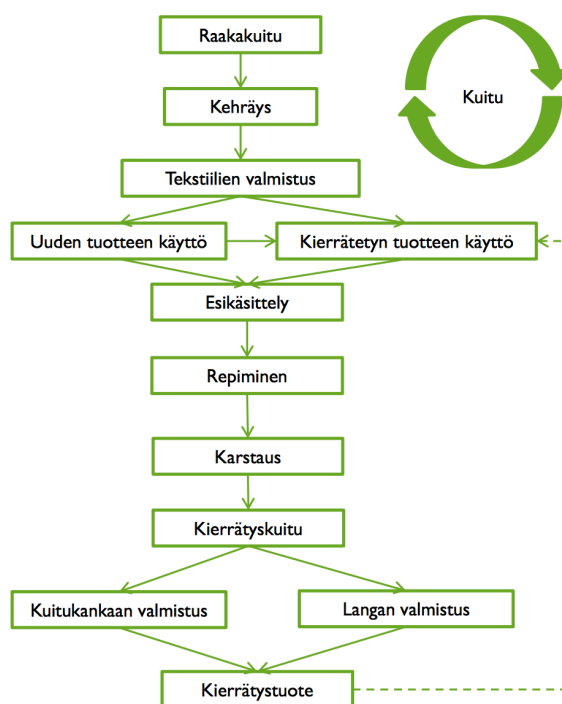 Raakakuitu
Kuitu
Kehräys
Tekstiilien valmistus
Uuden tuotteen käyttö
Kierrätetyn tuotteen käyttö
Esikäsittely
Repiminen
Karstaus
Kierrätyskuitu
Kuitukankaan valmistus
Langan valmistus
Kierrätystuote